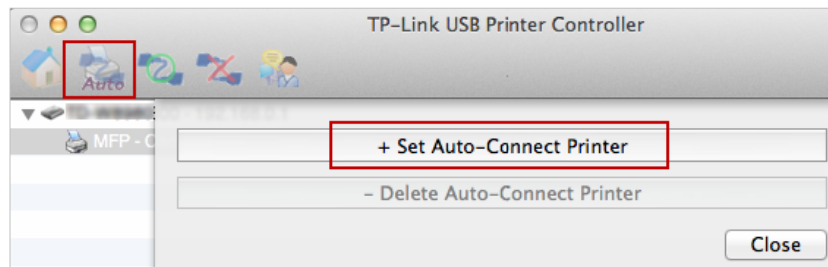 TP-Link USB Printer Controller
Auto
MFP - C
+ Set Auto-Connect Printer
- Delete Auto-Connect Printer
Close